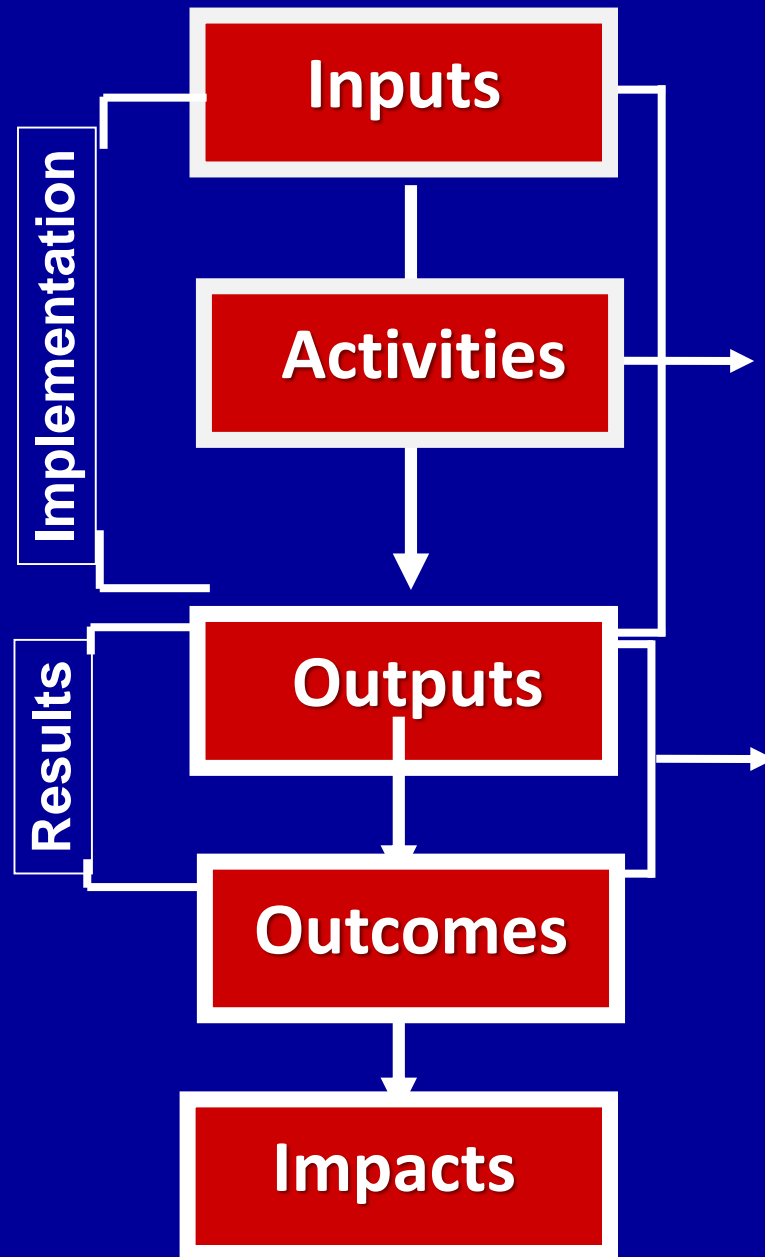 Inputs
Implementation
Activities
Outputs
Results
Outcomes
Impacts